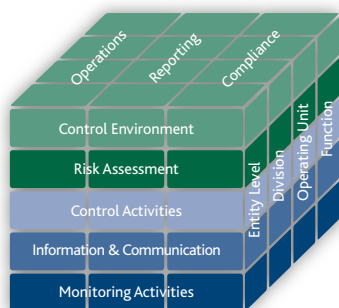 Operations
Reporting
Compliance
Control Environment
Risk Assessment
Control Activities
Information & Communication
Monitoring Activities
Entity Level
Division
Operating Unit
Function